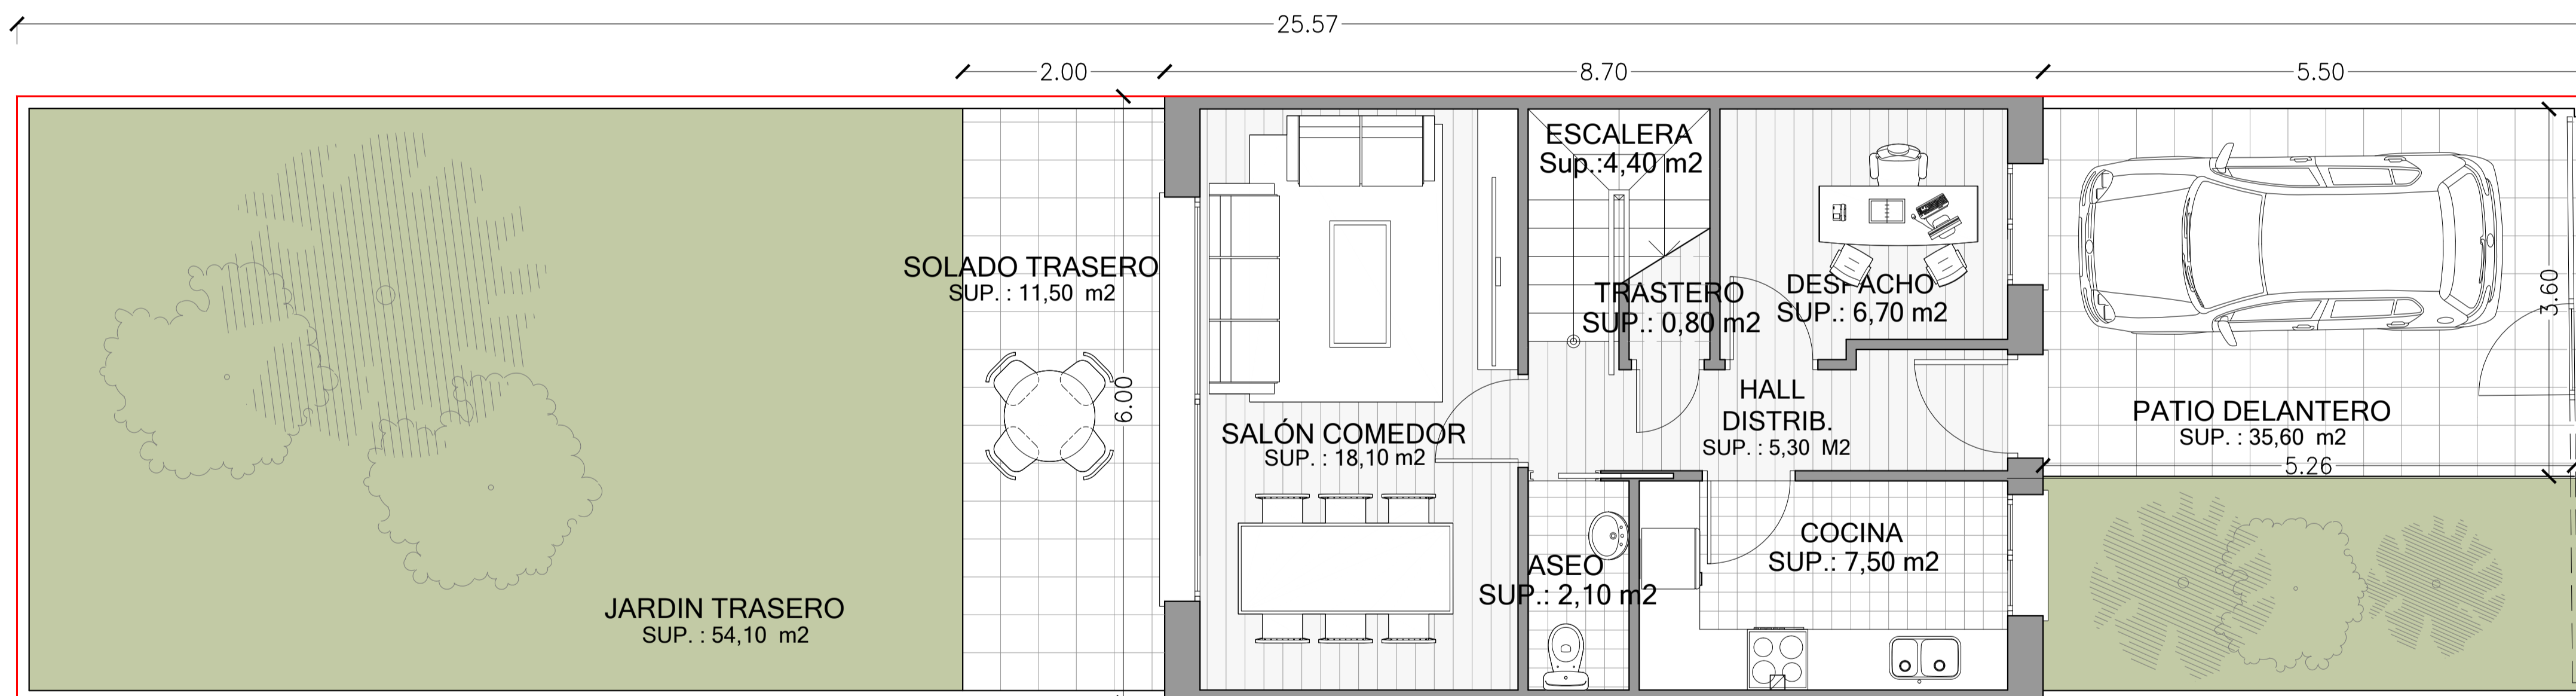 25.57
2.00
8.70
5.50
ESCALERA
Sup.:4,40 m2
SOLADO TRASERO
SUP. : 11,50 m2
TRASTERO
SUP.: 0,80 m2
DESPACHO
SUP.: 6,70 m2
3.60
6.00
HALL
DISTRIB.
SUP. : 5,30 M2
SALÓN COMEDOR
SUP. : 18,10 m2
PATIO DELANTERO
SUP. : 35,60 m2
5.26
COCINA
SUP.: 7,50 m2
ASEO
SUP.: 2,10 m2
JARDIN TRASERO
SUP. : 54,10 m2